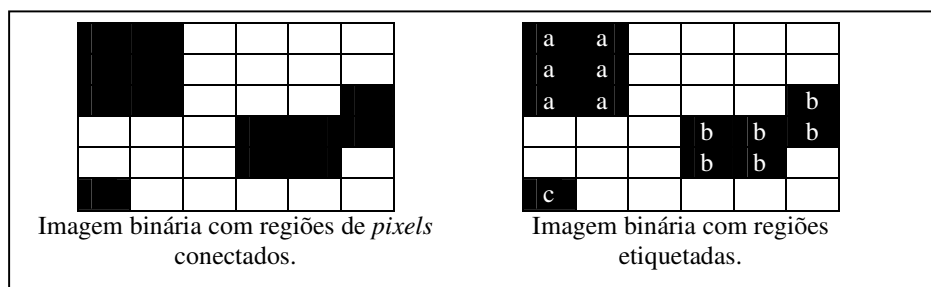 a a
a a
a a b
b b b
b b
c
Imagem binária com regiões de pixels
conectados.
Imagem binária com regiões
etiquetadas.